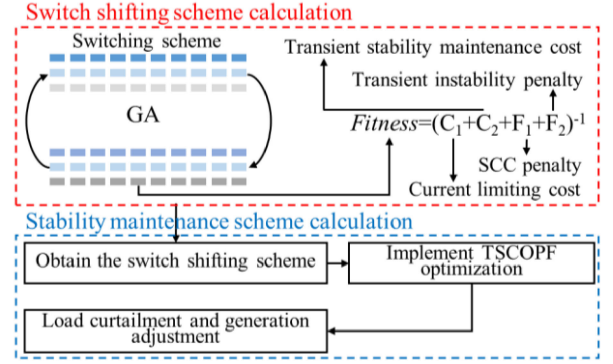 Switch shifting scheme calculation
Switching scheme
GA
Transient stability maintenance cost
Transient instability penalty
Fitness=(C₁+C₂+F₁+F₂)⁻¹
SCC penalty
Current limiting cost
Stability maintenance scheme calculation
Obtain the switch shifting scheme
Implement TSCOPF
optimization
Load curtailment and generation
adjustment